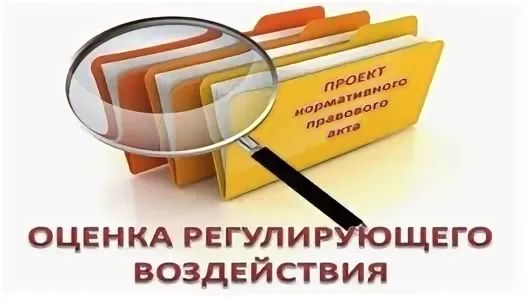 ПРОЕКТ
нормативного
правового
акта
ОЦЕНКА РЕГУЛИРУЮЩЕГО
ВОЗДЕЙСТВИЯ